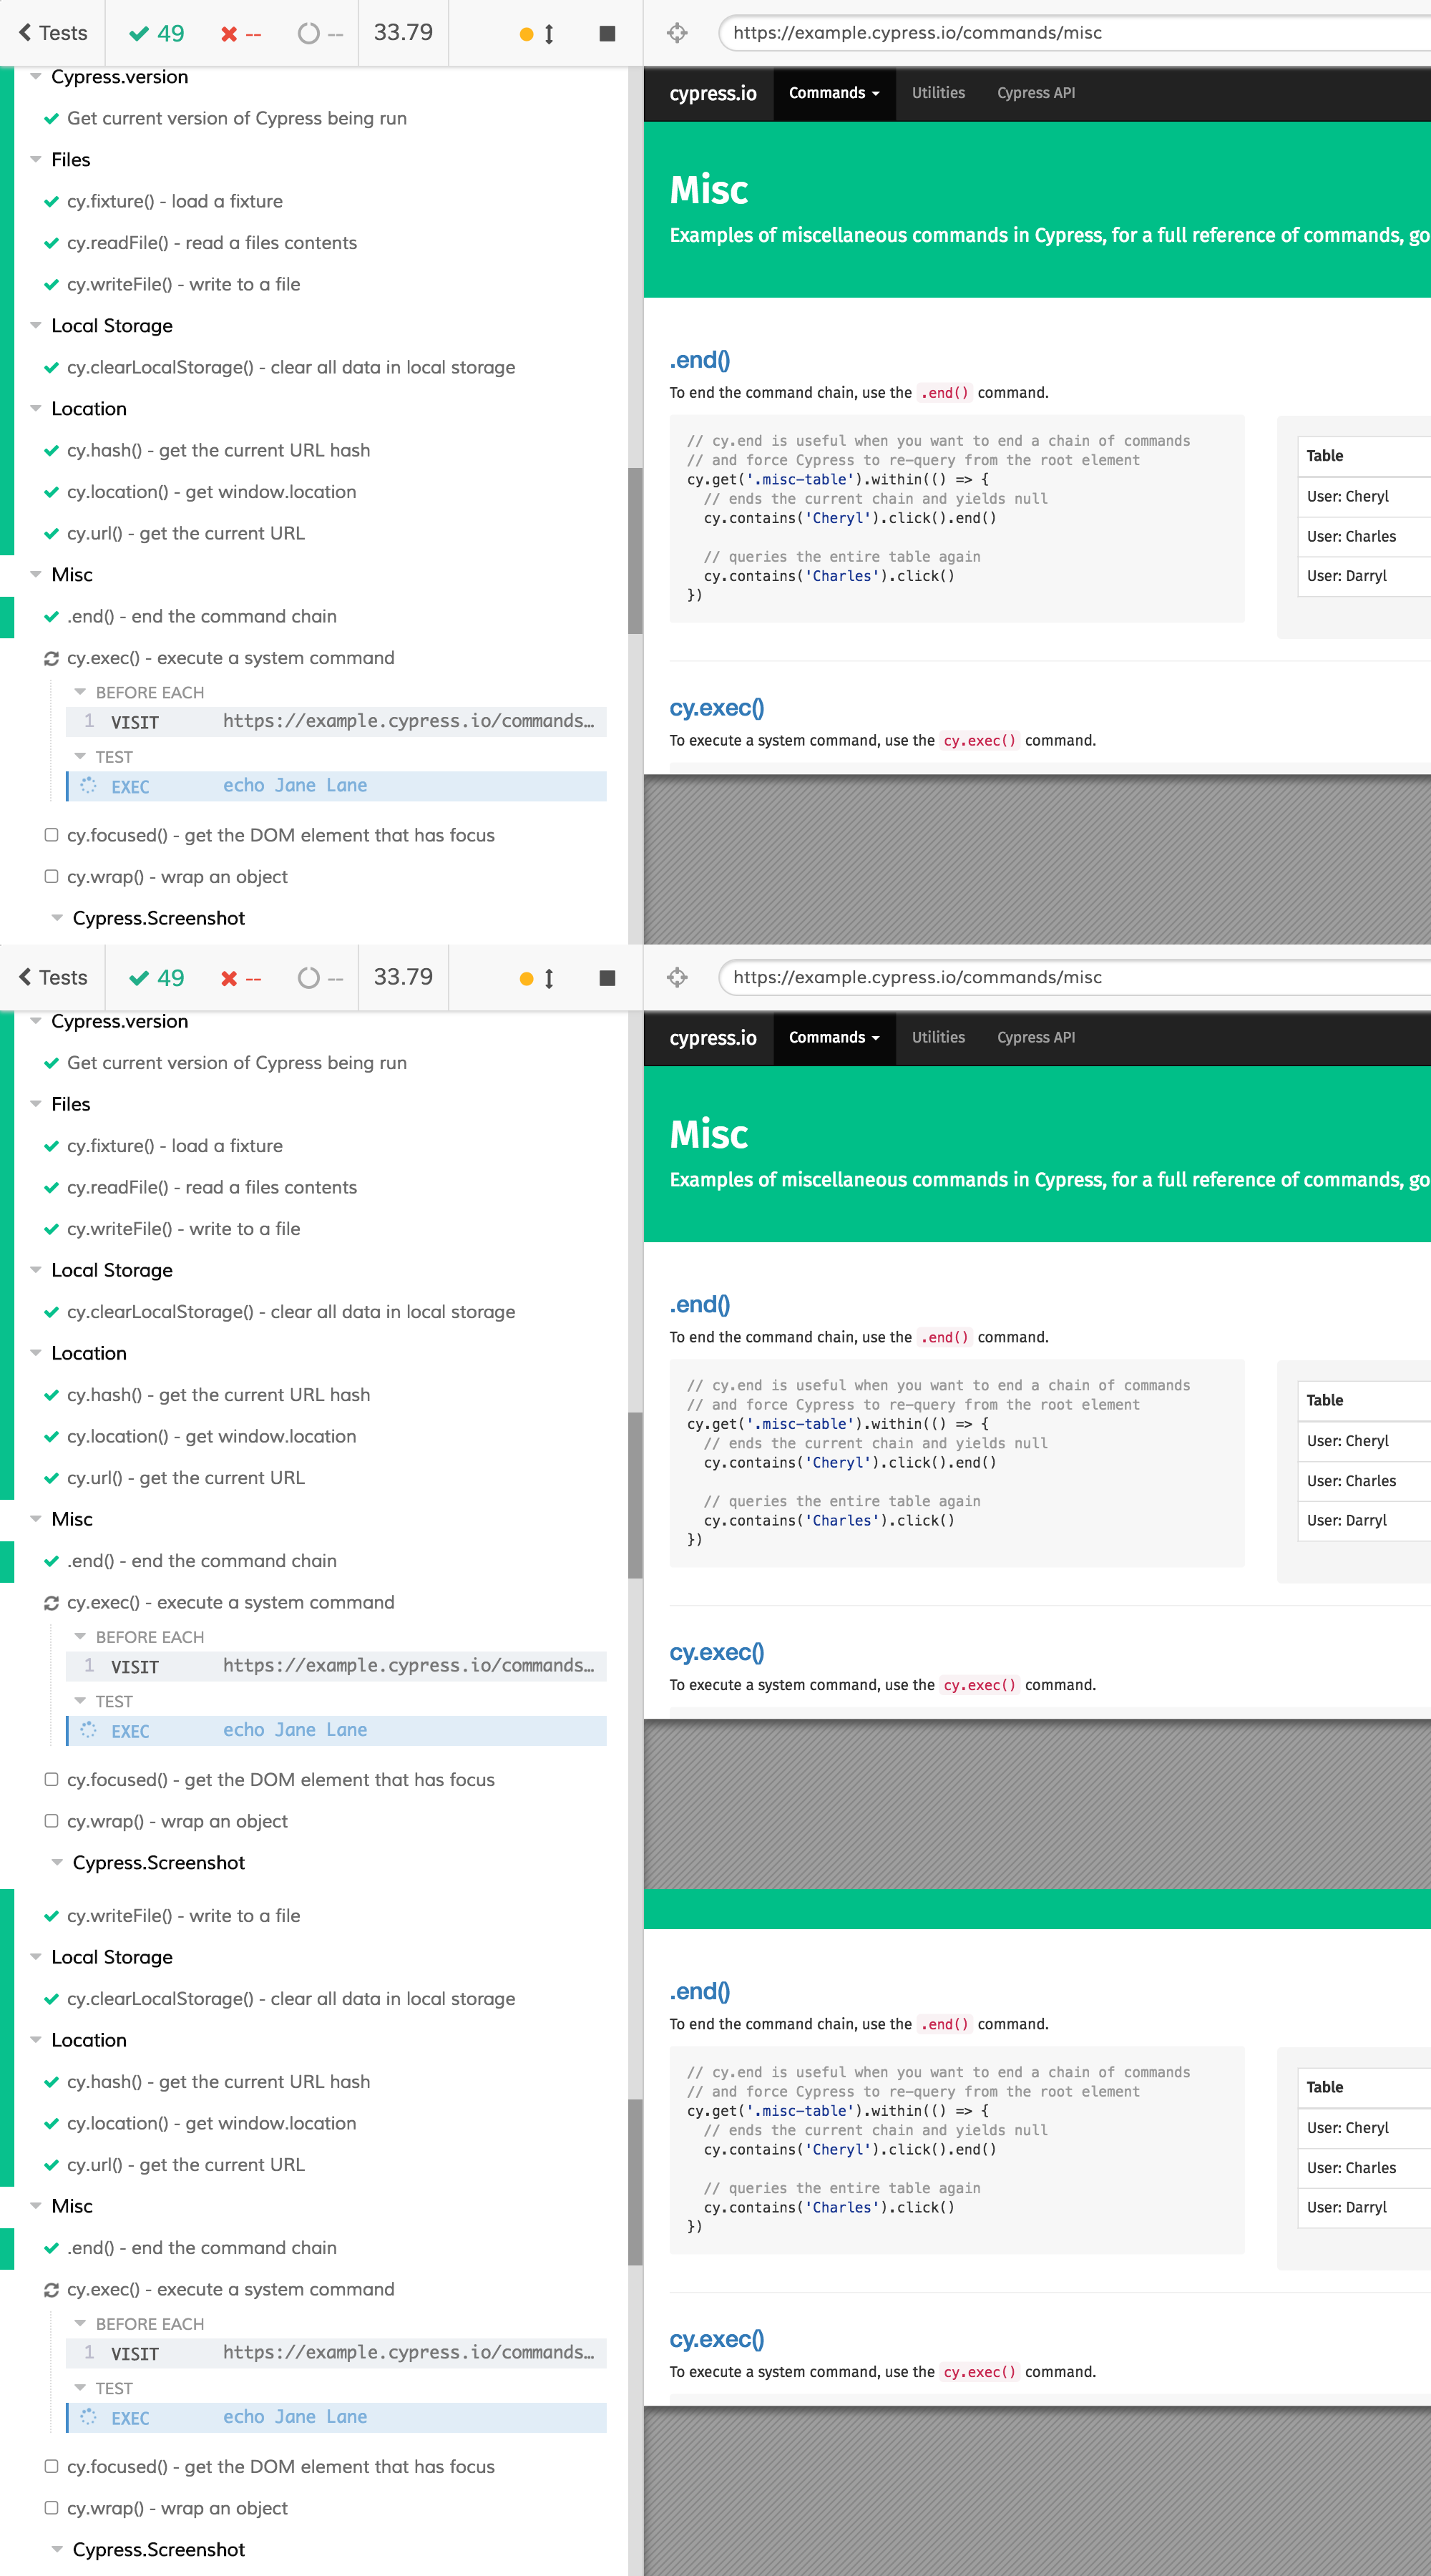 Tests 49 -- -- 33.79
Cypress.version
Get current version of Cypress being run
Files
cy.fixture() - load a fixture
cy.readFile() - read a files contents
cy.writeFile() - write to a file
Local Storage
cy.clearLocalStorage() - clear all data in local storage
Location
cy.hash() - get the current URL hash
cy.location() - get window.location
cy.url() - get the current URL
Misc
.end() - end the command chain
cy.exec() - execute a system command
BEFORE EACH
1 VISIT https://example.cypress.io/commands…
TEST
EXEC echo Jane Lane
cy.focused() - get the DOM element that has focus
cy.wrap() - wrap an object
Cypress.Screenshot
https://example.cypress.io/commands/misc
cypress.io Commands Utilities Cypress API
Misc
Examples of miscellaneous commands in Cypress, for a full reference of commands, go
.end()
To end the command chain, use the .end() command.
// cy.end is useful when you want to end a chain of commands
// and force Cypress to re-query from the root element
cy.get('.misc-table').within(() => {
// ends the current chain and yields null
cy.contains('Cheryl').click().end()
// queries the entire table again
cy.contains('Charles').click()
})
Table
User: Cheryl
User: Charles
User: Darryl
cy.exec()
To execute a system command, use the cy.exec() command.
Tests 49 -- -- 33.79
Cypress.version
Get current version of Cypress being run
Files
cy.fixture() - load a fixture
cy.readFile() - read a files contents
cy.writeFile() - write to a file
Local Storage
cy.clearLocalStorage() - clear all data in local storage
Location
cy.hash() - get the current URL hash
cy.location() - get window.location
cy.url() - get the current URL
Misc
.end() - end the command chain
cy.exec() - execute a system command
BEFORE EACH
1 VISIT https://example.cypress.io/commands…
TEST
EXEC echo Jane Lane
cy.focused() - get the DOM element that has focus
cy.wrap() - wrap an object
Cypress.Screenshot
https://example.cypress.io/commands/misc
cypress.io Commands Utilities Cypress API
Misc
Examples of miscellaneous commands in Cypress, for a full reference of commands, go
.end()
To end the command chain, use the .end() command.
// cy.end is useful when you want to end a chain of commands
// and force Cypress to re-query from the root element
cy.get('.misc-table').within(() => {
// ends the current chain and yields null
cy.contains('Cheryl').click().end()
// queries the entire table again
cy.contains('Charles').click()
})
Table
User: Cheryl
User: Charles
User: Darryl
cy.exec()
To execute a system command, use the cy.exec() command.
cy.writeFile() - write to a file
Local Storage
cy.clearLocalStorage() - clear all data in local storage
Location
cy.hash() - get the current URL hash
cy.location() - get window.location
cy.url() - get the current URL
Misc
.end() - end the command chain
cy.exec() - execute a system command
BEFORE EACH
1 VISIT https://example.cypress.io/commands…
TEST
EXEC echo Jane Lane
cy.focused() - get the DOM element that has focus
cy.wrap() - wrap an object
Cypress.Screenshot
.end()
To end the command chain, use the .end() command.
// cy.end is useful when you want to end a chain of commands
// and force Cypress to re-query from the root element
cy.get('.misc-table').within(() => {
// ends the current chain and yields null
cy.contains('Cheryl').click().end()
// queries the entire table again
cy.contains('Charles').click()
})
Table
User: Cheryl
User: Charles
User: Darryl
cy.exec()
To execute a system command, use the cy.exec() command.